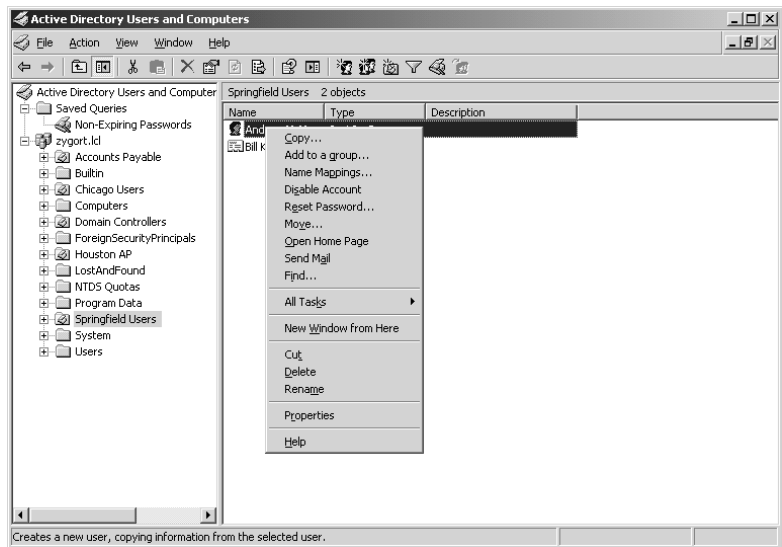 Active Directory Users and Computers
File Action View Window Help
Active Directory Users and Computer
Saved Queries
Non-Expiring Passwords
zygort.lcl
Accounts Payable
Builtin
Chicago Users
Computers
Domain Controllers
ForeignSecurityPrincipals
Houston AP
LostAndFound
NTDS Quotas
Program Data
Springfield Users
System
Users
Springfield Users 2 objects
Name Type Description
And
Bill K
Copy...
Add to a group...
Name Mappings...
Disable Account
Reset Password...
Move...
Open Home Page
Send Mail
Find...
All Tasks
New Window from Here
Cut
Delete
Rename
Properties
Help
Creates a new user, copying information from the selected user.